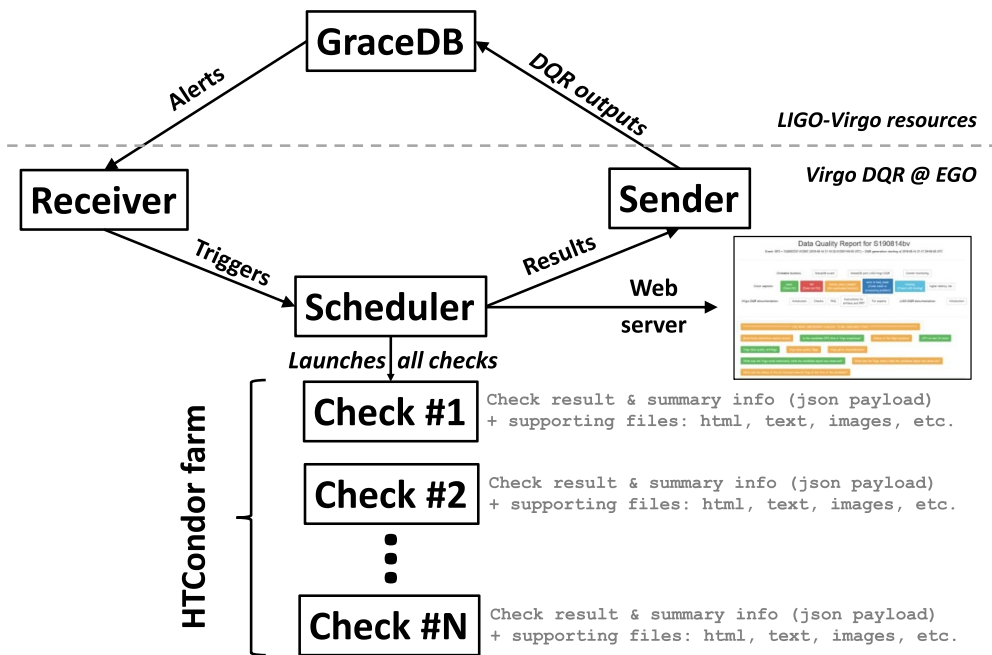 GraceDB
Alerts
DQR outputs
LIGO-Virgo resources
Virgo DQR @ EGO
Receiver
Sender
Triggers
Results
Data Quality Report for S190814bv
Scheduler
Web
server
Launches all checks
HTCondor farm
Check #1
Check result & summary info (json payload)
+ supporting files: html, text, images, etc.
Check #2
Check result & summary info (json payload)
+ supporting files: html, text, images, etc.
Check #N
Check result & summary info (json payload)
+ supporting files: html, text, images, etc.